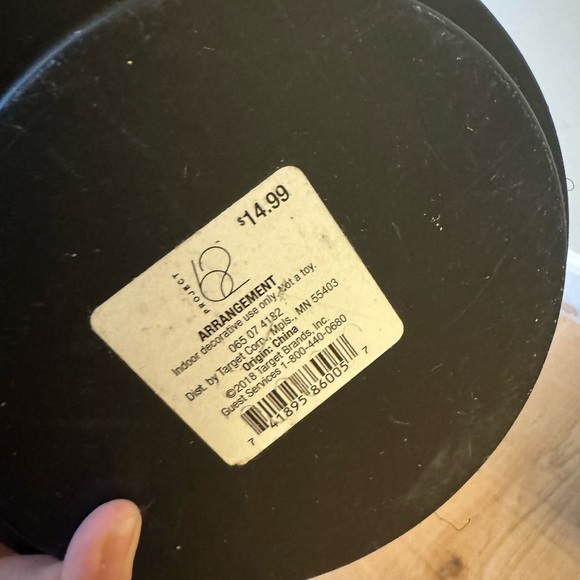 $14.99
PROJECT 62
ARRANGEMENT
Indoor decorative use only. Not a toy.
065 07 4182
Dist. by Target Corp., Mpls., MN 55403
Origin: China
©2018 Target Brands, Inc.
Guest Services 1-800-440-0680
7 41895 86005 7